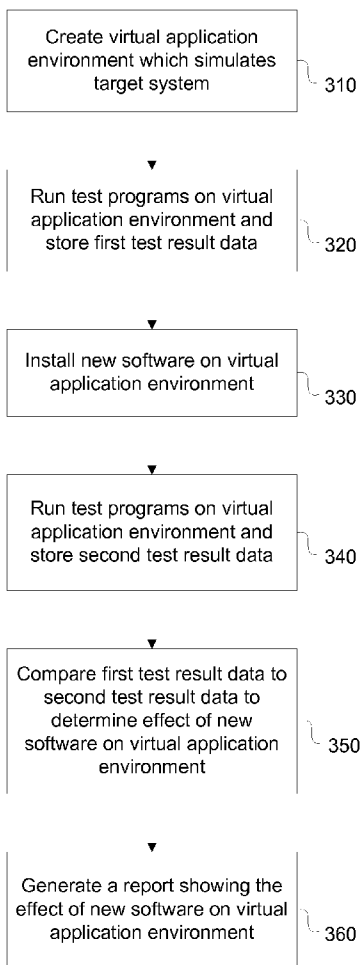 Create virtual application
environment which simulates
target system
310
Run test programs on virtual
application environment and
store first test result data
320
Install new software on virtual
application environment
330
Run test programs on virtual
application environment and
store second test result data
340
Compare first test result data to
second test result data to
determine effect of new
software on virtual application
environment
350
Generate a report showing the
effect of new software on virtual
application environment
360